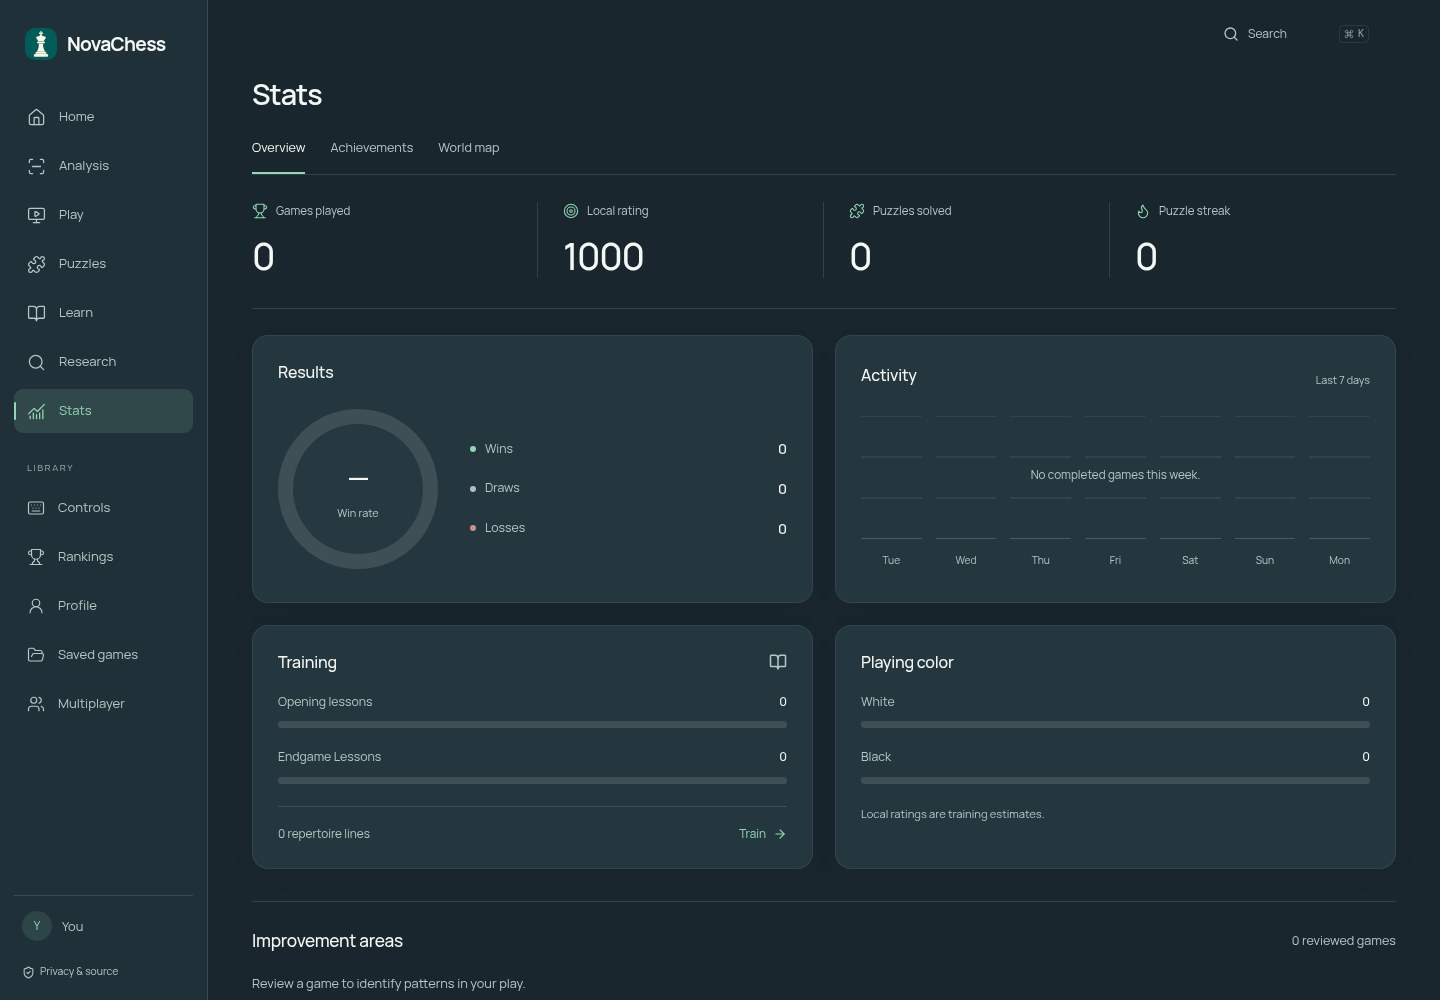 NovaChess
Search
⌘ K
Home
Analysis
Play
Puzzles
Learn
Research
Stats
LIBRARY
Controls
Rankings
Profile
Saved games
Multiplayer
Y
You
Privacy & source
Stats
Overview
Achievements
World map
Games played
0
Local rating
1000
Puzzles solved
0
Puzzle streak
0
Results
—
Win rate
Wins 0
Draws 0
Losses 0
Activity
Last 7 days
No completed games this week.
Tue Wed Thu Fri Sat Sun Mon
Training
Opening lessons 0
Endgame Lessons 0
0 repertoire lines
Train
Playing color
White 0
Black 0
Local ratings are training estimates.
Improvement areas
0 reviewed games
Review a game to identify patterns in your play.